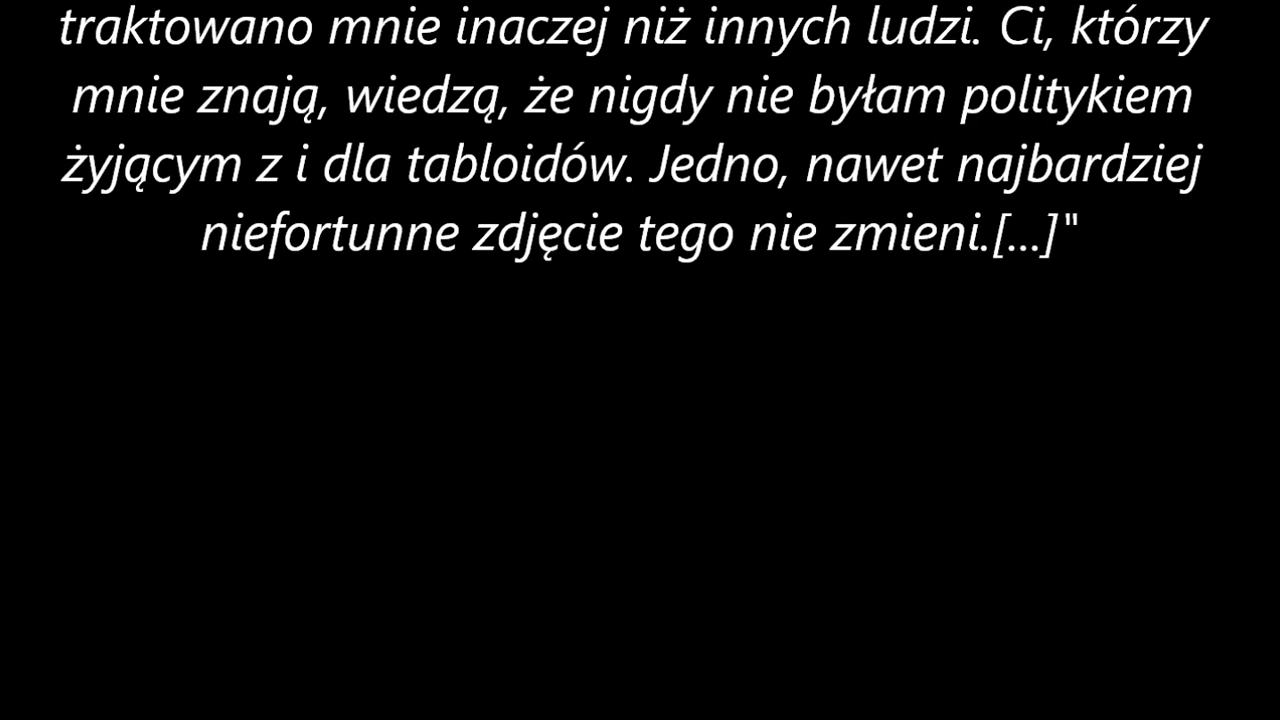 traktowano mnie inaczej niż innych ludzi. Ci, którzy
mnie znają, wiedzą, że nigdy nie byłam politykiem
żyjącym z i dla tabloidów. Jedno, nawet najbardziej
niefortunne zdjęcie tego nie zmieni.[...]"